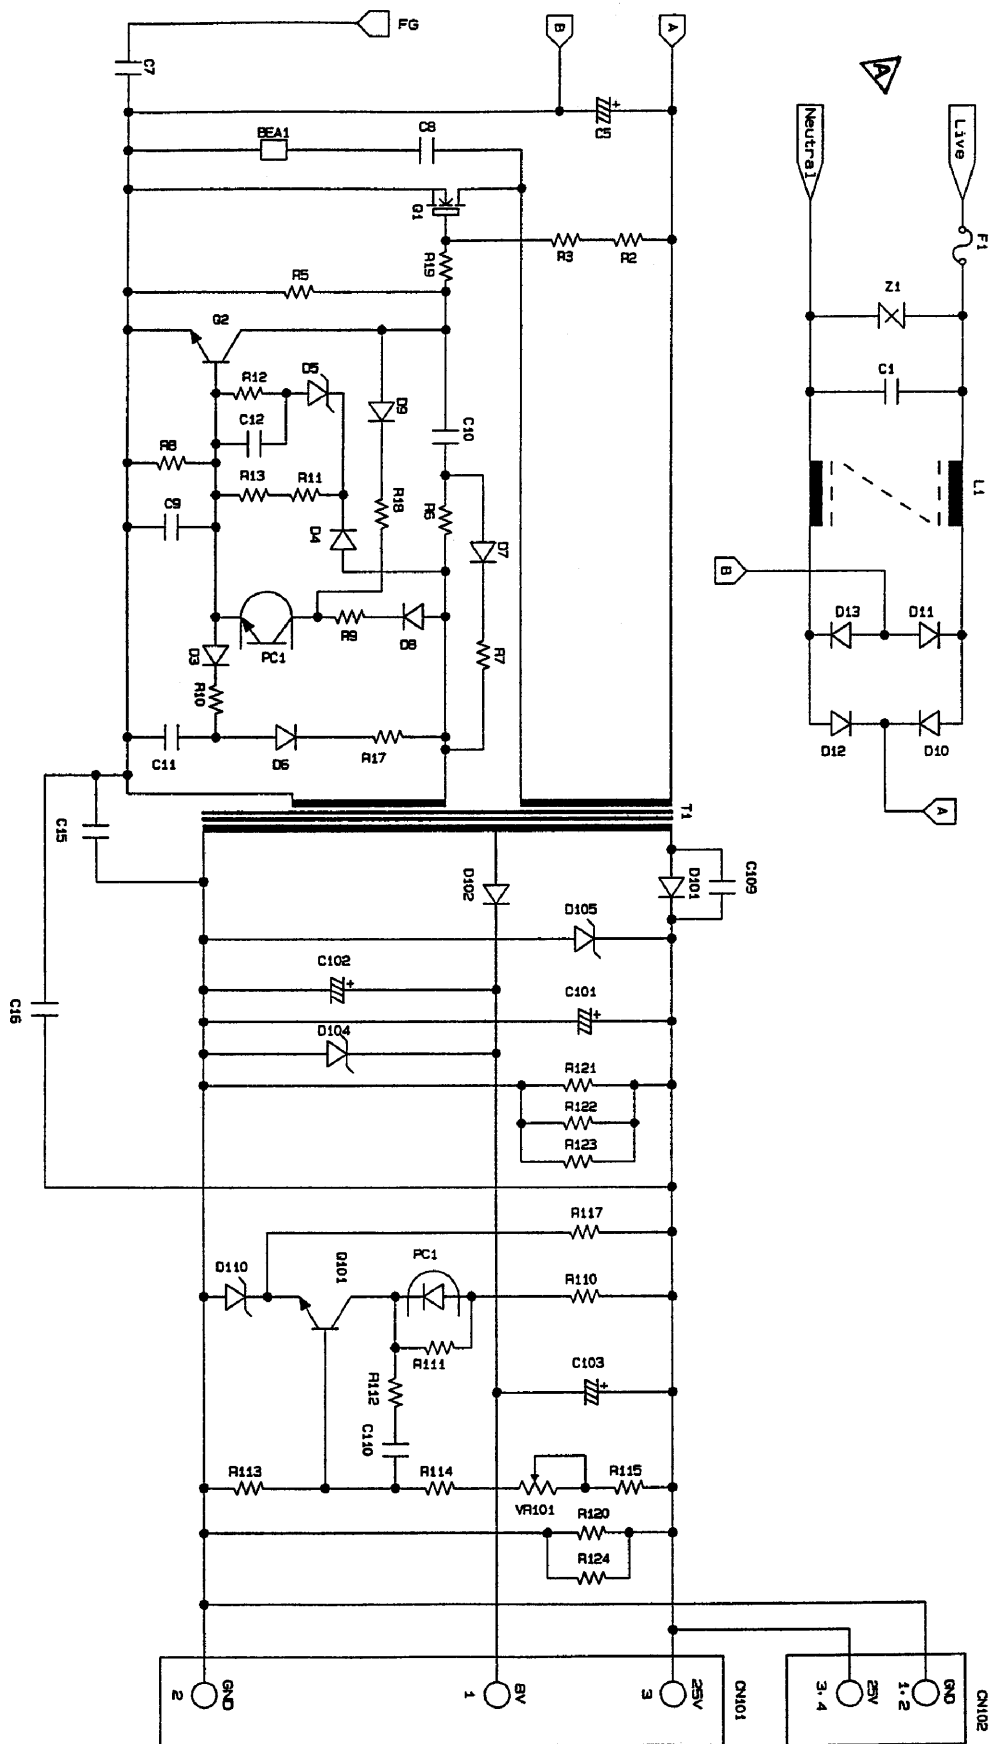 FG
B
A
A
C7
C5
Neutral
Live
F1
BEA1
C8
Q1
R3
R2
R19
R5
Z1
Q2
C1
R12
D5
D9
C10
C12
R8
R13
R11
R18
R6
L1
C9
D4
D7
B
D13
D11
PC1
R9
D8
R7
D3
R10
C11
D6
R17
D12
D10
A
T1
C15
D102
D101
C109
D105
C102
C101
C16
D104
R121
R122
R123
R117
D110
Q101
PC1
R110
R111
R112
C103
C110
R113
R114
VR101
R115
R120
R124
2
GND
1
8V
3
25V
CN101
3,4
25V
1,2
GND
CN102